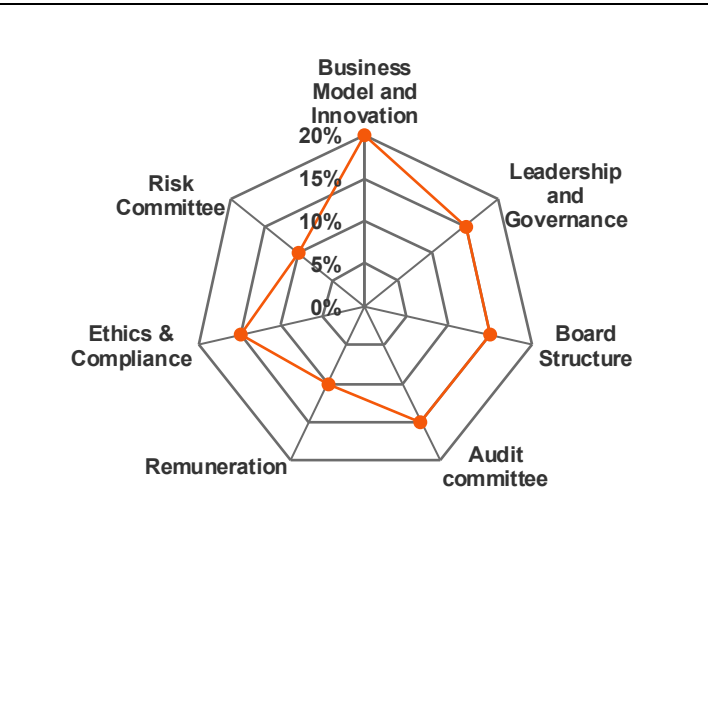 Business
Model and
Innovation
20%
Leadership
and
Governance
15%
Risk
Committee
10%
5%
0%
Ethics &
Compliance
Board
Structure
Remuneration
Audit
committee